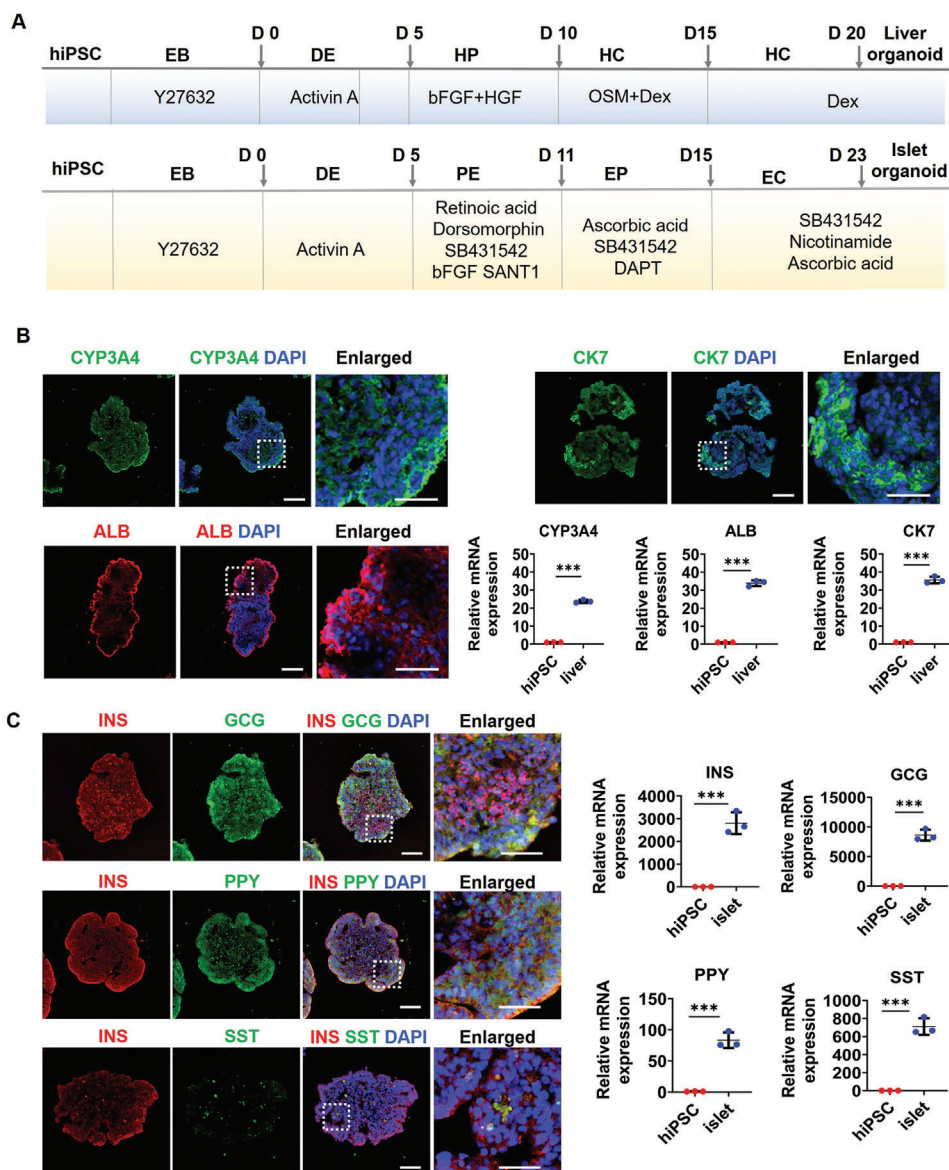 A
hiPSC EB D 0 DE D 5 HP D 10 HC D15 HC D 20 Liver organoid
Y27632 Activin A bFGF+HGF OSM+Dex Dex
hiPSC EB D 0 DE D 5 PE D 11 EP D15 EC D 23 Islet organoid
Y27632
Activin A
Retinoic acid
Dorsomorphin
SB431542
bFGF SANT1
Ascorbic acid
SB431542
DAPT
SB431542
Nicotinamide
Ascorbic acid
B
CYP3A4 CYP3A4 DAPI Enlarged
CK7 CK7 DAPI Enlarged
ALB ALB DAPI Enlarged
CYP3A4
Relative mRNA
expression
50
40
30
20
10
0
***
hiPSC
liver
ALB
Relative mRNA
expression
50
40
30
20
10
0
***
hiPSC
liver
CK7
Relative mRNA
expression
50
40
30
20
10
0
***
hiPSC
liver
C
INS GCG INS GCG DAPI Enlarged
INS PPY INS PPY DAPI Enlarged
INS SST INS SST DAPI Enlarged
INS
Relative mRNA
expression
4000
3000
2000
1000
0
***
hiPSC
islet
GCG
Relative mRNA
expression
15000
10000
5000
0
***
hiPSC
islet
PPY
Relative mRNA
expression
150
100
50
0
***
hiPSC
islet
SST
Relative mRNA
expression
1000
800
600
400
200
0
***
hiPSC
islet